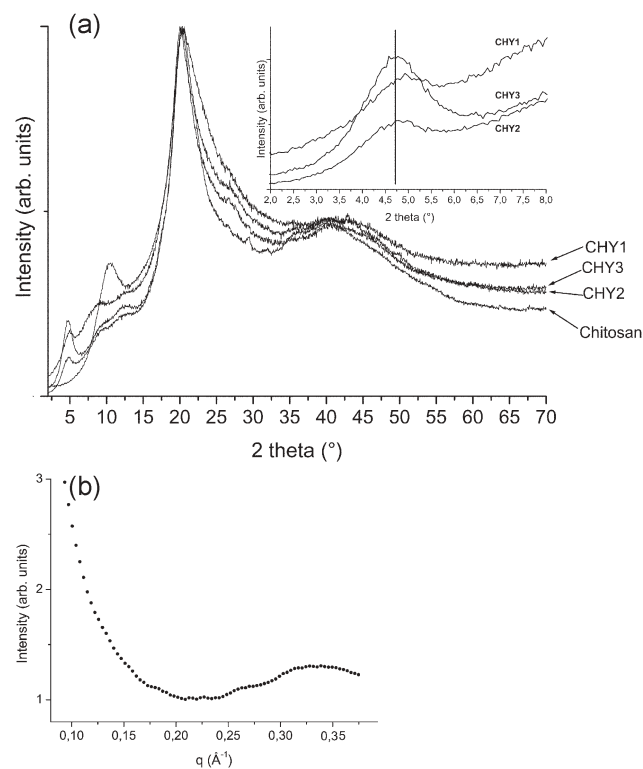 (a)
Intensity (arb. units)
CHY1
CHY3
CHY2
Chitosan
5 10 15 20 25 30 35 40 45 50 55 60 65 70
2 theta (°)
Intensity (arb. units)
CHY1
CHY3
CHY2
2,0 2,5 3,0 3,5 4,0 4,5 5,0 5,5 6,0 6,5 7,0 7,5 8,0
2 theta (°)
(b)
Intensity (arb. units)
3
2
1
0,10 0,15 0,20 0,25 0,30 0,35
q (Å⁻¹)